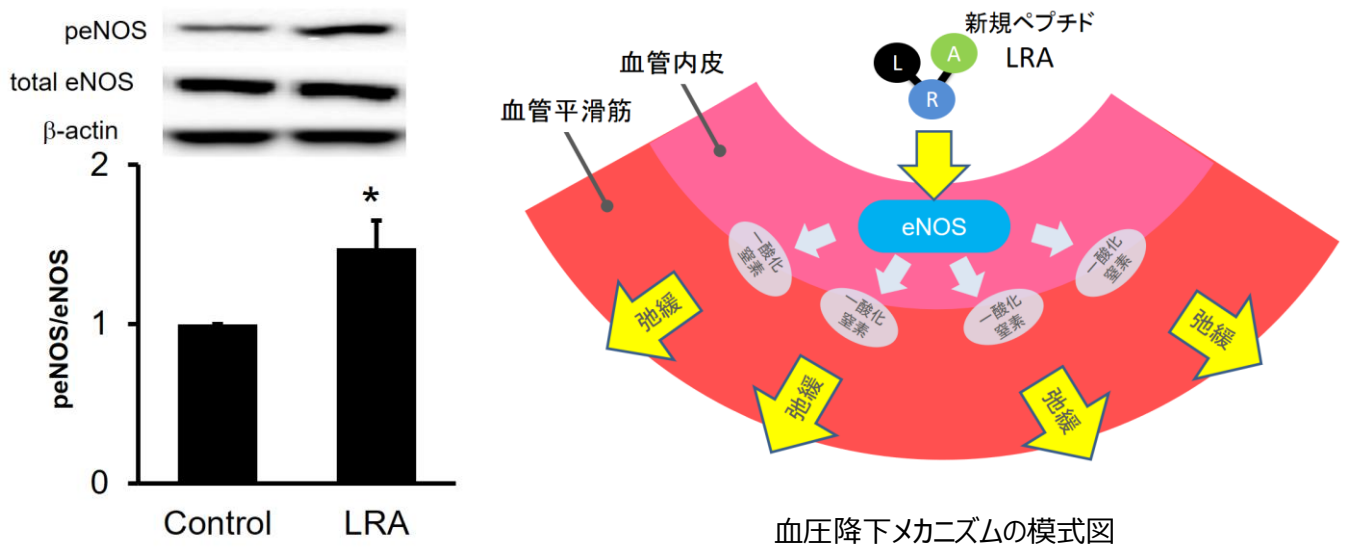 peNOS
total eNOS
β-actin
2
*
1
0
peNOS/eNOS
Control
LRA
新規ペプチド
LRA
L
A
R
血管内皮
血管平滑筋
eNOS
一酸化
窒素
一酸化
窒素
一酸化
窒素
一酸化
窒素
弛緩
弛緩
弛緩
弛緩
血圧降下メカニズムの模式図